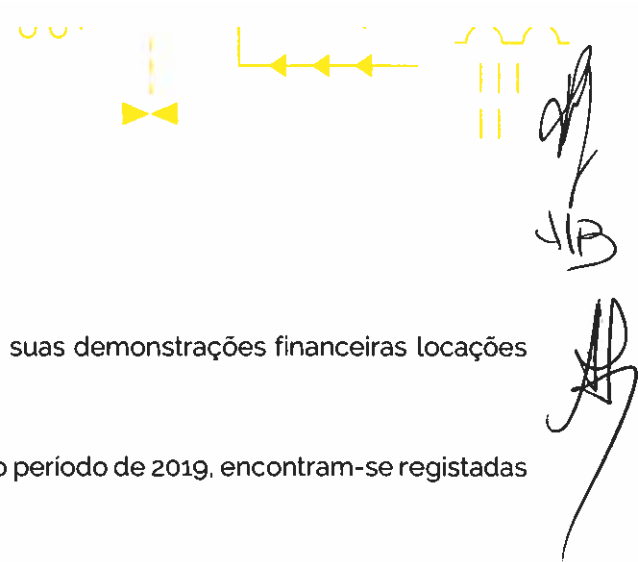 suas demonstrações financeiras locações
o período de 2019, encontram-se registadas